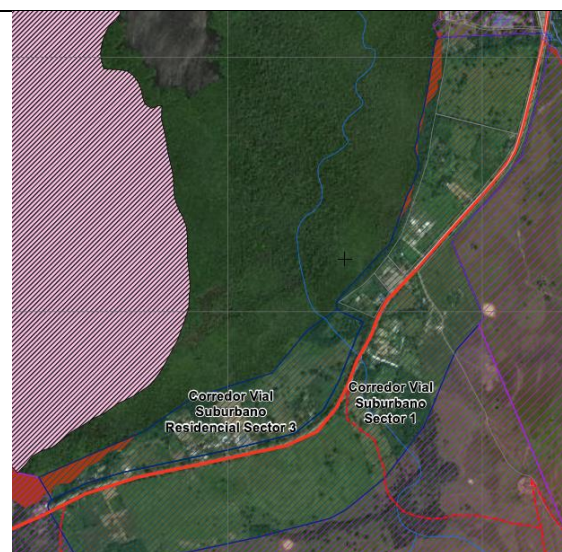 Corredor Vial
Suburbano
Residencial Sector 3
Corredor Vial
Suburbano
Sector 1